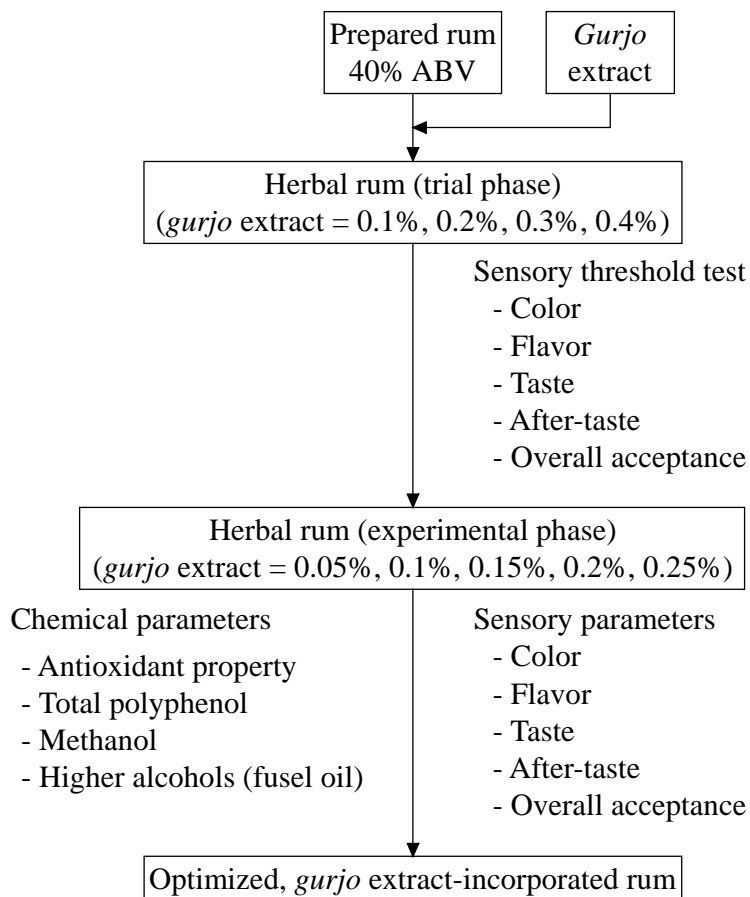 Prepared rum
40% ABV
Gurjo
extract
Herbal rum (trial phase)
(gurjo extract = 0.1%, 0.2%, 0.3%, 0.4%)
Sensory threshold test
- Color
- Flavor
- Taste
- After-taste
- Overall acceptance
Herbal rum (experimental phase)
(gurjo extract = 0.05%, 0.1%, 0.15%, 0.2%, 0.25%)
Chemical parameters
- Antioxidant property
- Total polyphenol
- Methanol
- Higher alcohols (fusel oil)
Sensory parameters
- Color
- Flavor
- Taste
- After-taste
- Overall acceptance
Optimized, gurjo extract-incorporated rum